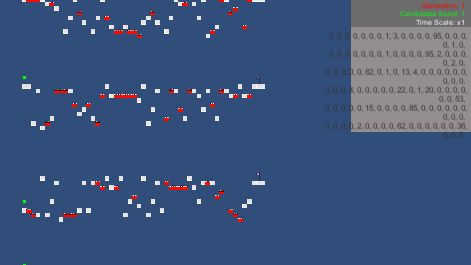 Generation: 1
Candidates found: 1
Time Scale: x1
0, 0, 0, 0, 0, 0, 1, 3, 0, 0, 0, 0, 95, 0, 0, 0,
0, 1, 0,
0, 0, 0, 0, 0, 0, 1, 0, 0, 0, 0, 95, 2, 0, 0, 0,
0, 2, 0,
0, 0, 0, 82, 0, 1, 0, 13, 4, 0, 0, 0, 0, 0, 0,
0, 0, 0,
0, 0, 4, 0, 0, 0, 0, 22, 0, 1, 20, 0, 0, 0, 0,
0, 0, 53,
0, 0, 0, 0, 15, 0, 0, 0, 0, 85, 0, 0, 0, 0, 0,
0, 0, 0,
0, 0, 0, 2, 0, 0, 0, 0, 62, 0, 0, 0, 0, 0, 36,
0, 0, 0,